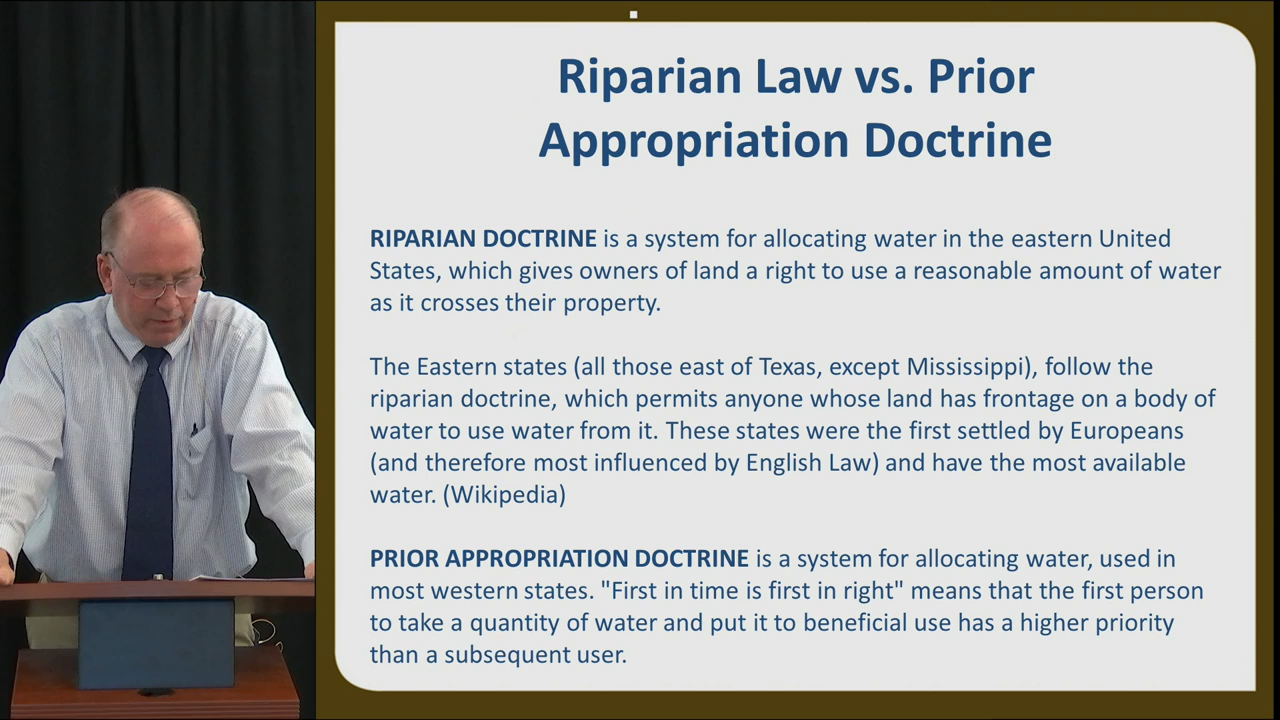 Riparian Law vs. Prior
Appropriation Doctrine
RIPARIAN DOCTRINE is a system for allocating water in the eastern United
States, which gives owners of land a right to use a reasonable amount of water
as it crosses their property.
The Eastern states (all those east of Texas, except Mississippi), follow the
riparian doctrine, which permits anyone whose land has frontage on a body of
water to use water from it. These states were the first settled by Europeans
(and therefore most influenced by English Law) and have the most available
water. (Wikipedia)
PRIOR APPROPRIATION DOCTRINE is a system for allocating water, used in
most western states. "First in time is first in right" means that the first person
to take a quantity of water and put it to beneficial use has a higher priority
than a subsequent user.